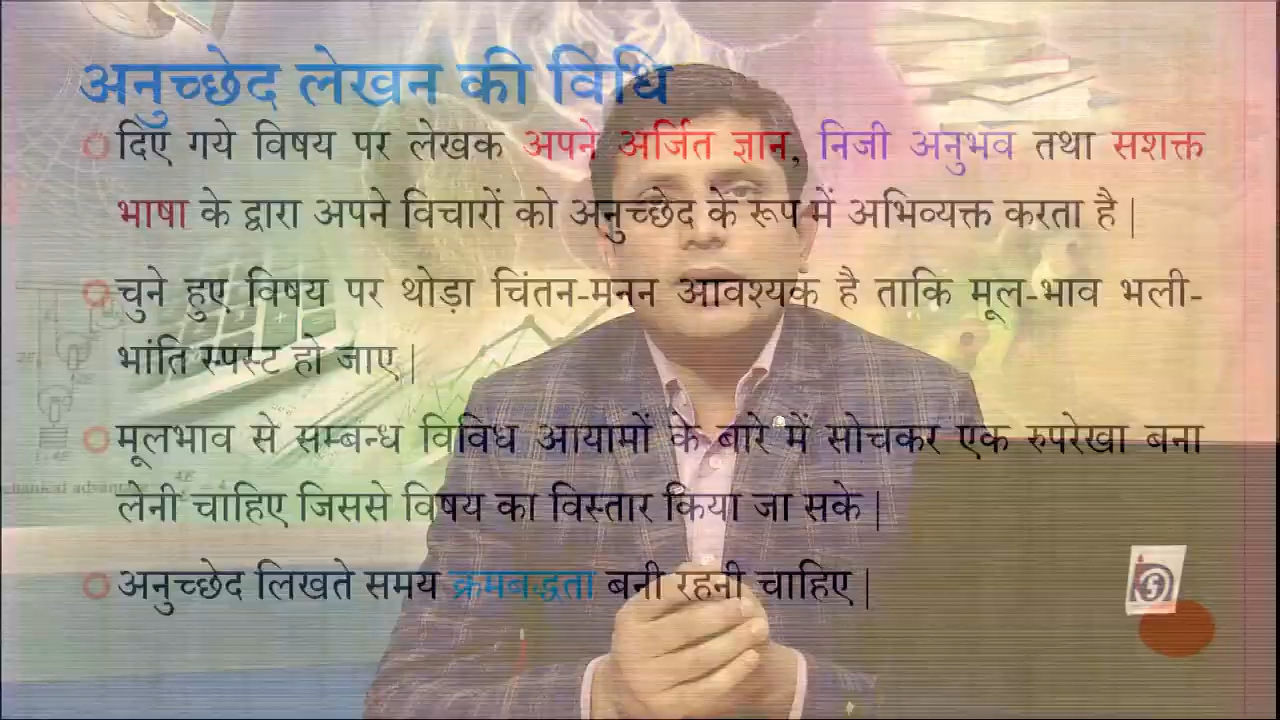 अनुच्छेद लेखन की विधि
दिए गये विषय पर लेखक अपने अर्जित ज्ञान, निजी अनुभव तथा सशक्त
भाषा के द्वारा अपने विचारों को अनुच्छेद के रूप में अभिव्यक्त करता है |
चुने हुए विषय पर थोड़ा चिंतन-मनन आवश्यक है ताकि मूल-भाव भली-
भांति स्पस्ट हो जाए |
मूलभाव से सम्बन्ध विविध आयामों के बारे में सोचकर एक रुपरेखा बना
लेनी चाहिए जिससे विषय का विस्तार किया जा सके |
अनुच्छेद लिखते समय क्रमबद्धता बनी रहनी चाहिए |